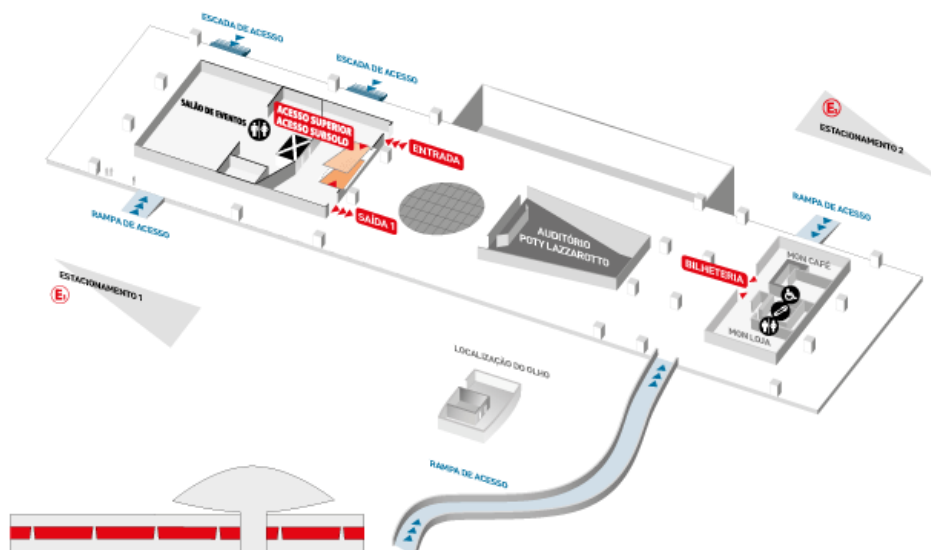 ESCADA DE ACESSO
ESCADA DE ACESSO
SALÃO DE EVENTOS
ACESSO SUPERIOR
ACESSO SUBSOLO
ENTRADA
E2
ESTACIONAMENTO 2
RAMPA DE ACESSO
SAÍDA 1
RAMPA DE ACESSO
AUDITÓRIO
POTY LAZZAROTTO
BILHETERIA
MON CAFÉ
MON LOJA
E1
ESTACIONAMENTO 1
LOCALIZAÇÃO DO OLHO
RAMPA DE ACESSO